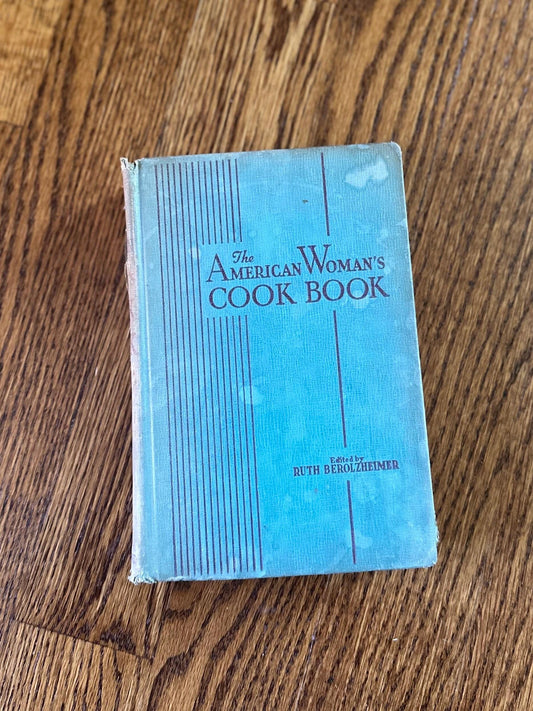 The
AMERICAN WOMAN'S
COOK BOOK
Edited by
RUTH BEROLZHEIMER